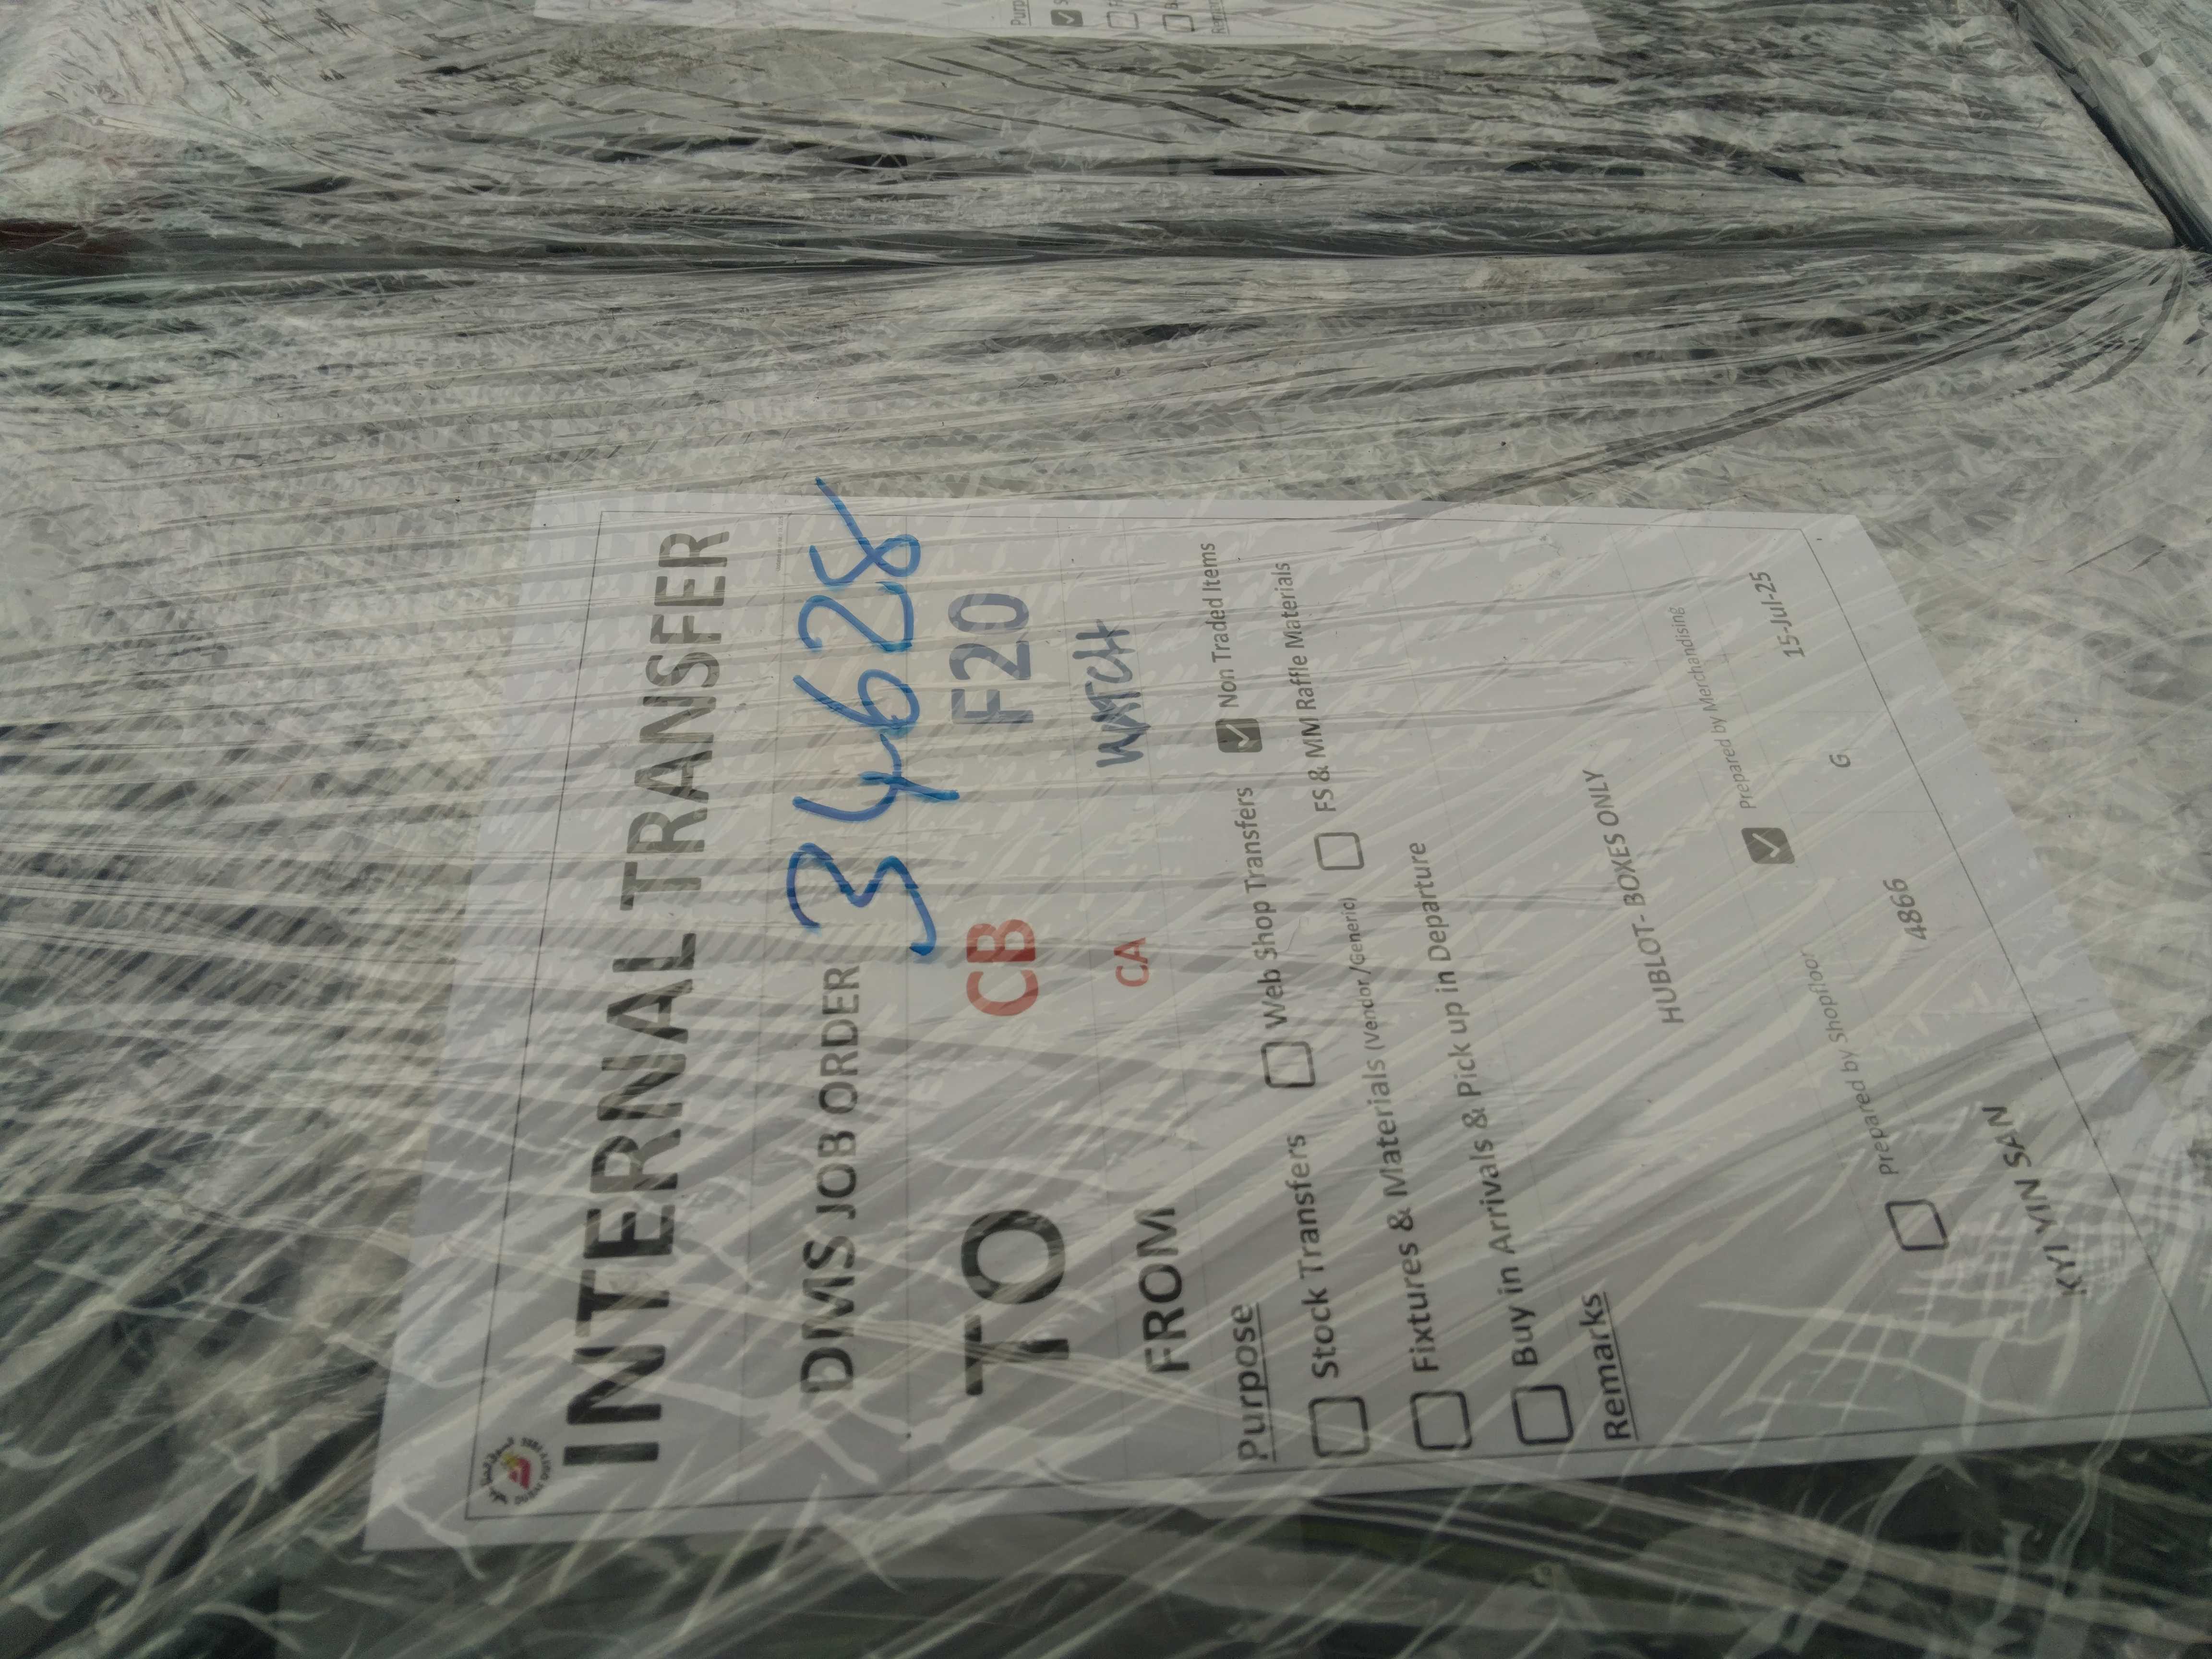 INTERNAL TRANSFER
DMS JOB ORDER 34628
TO CB F20
FROM CA WATCH
Purpose
Stock Transfers Web Shop Transfers Non Traded Items
Fixtures & Materials (Vendor/Generic) FS & MM Raffle Materials
Buy in Arrivals & Pick up in Departure
Remarks
HUBLOT- BOXES ONLY
Prepared by Shopfloor Prepared by Merchandising
KYI YIN SAN 4866 G 15-Jul-25